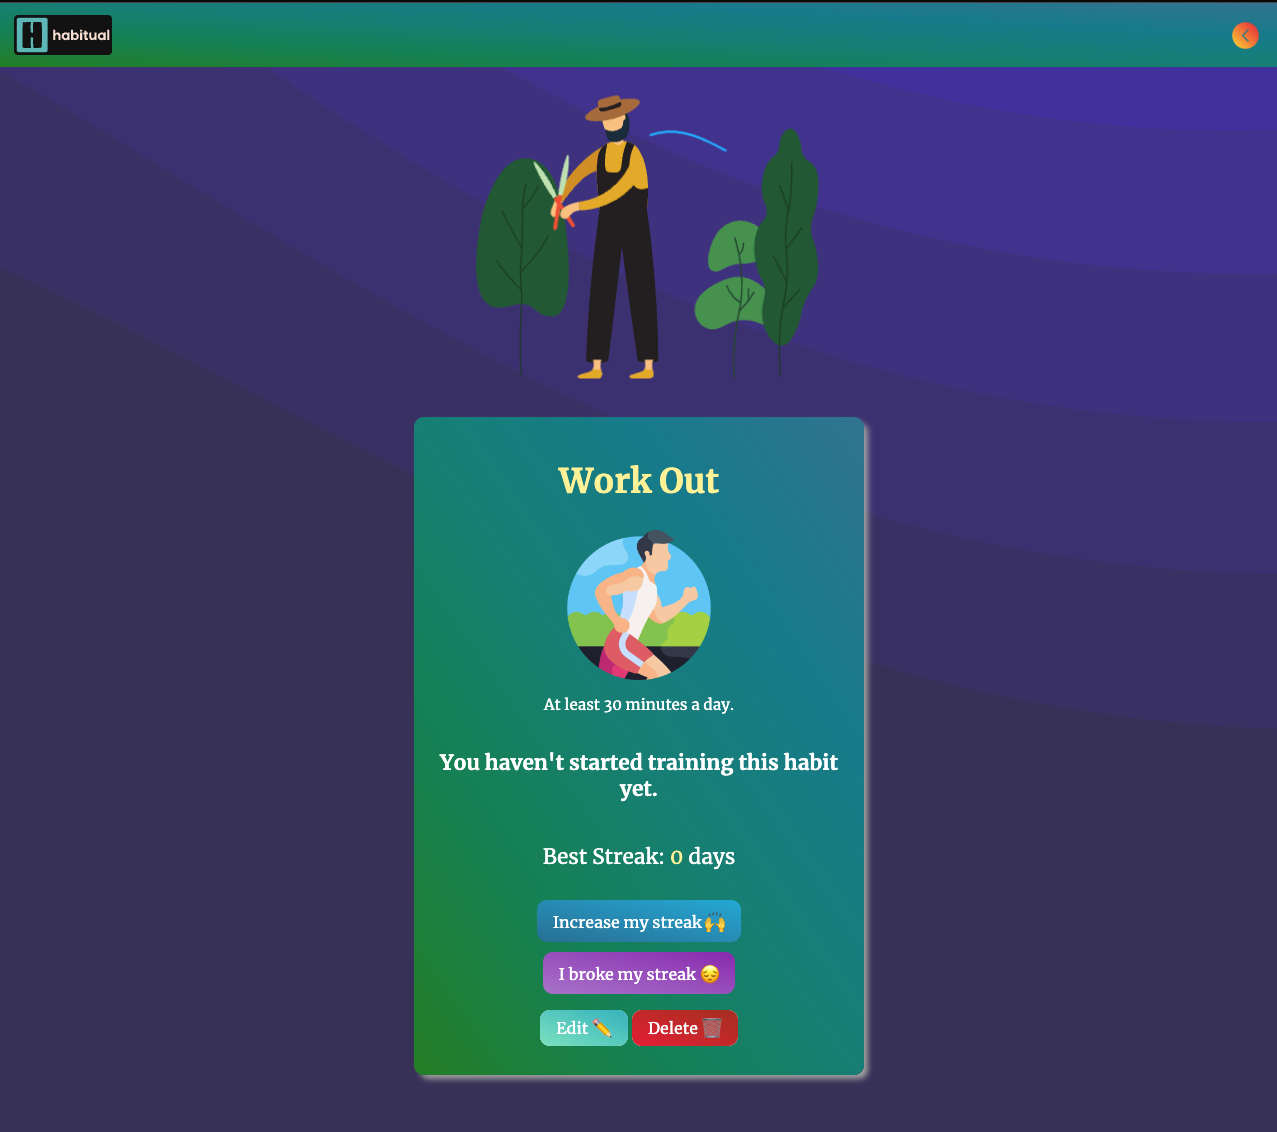 habitual
Work Out
At least 30 minutes a day.
You haven't started training this habit
yet.
Best Streak: 0 days
Increase my streak 🙌
I broke my streak 😔
Edit ✏️
Delete 🗑️